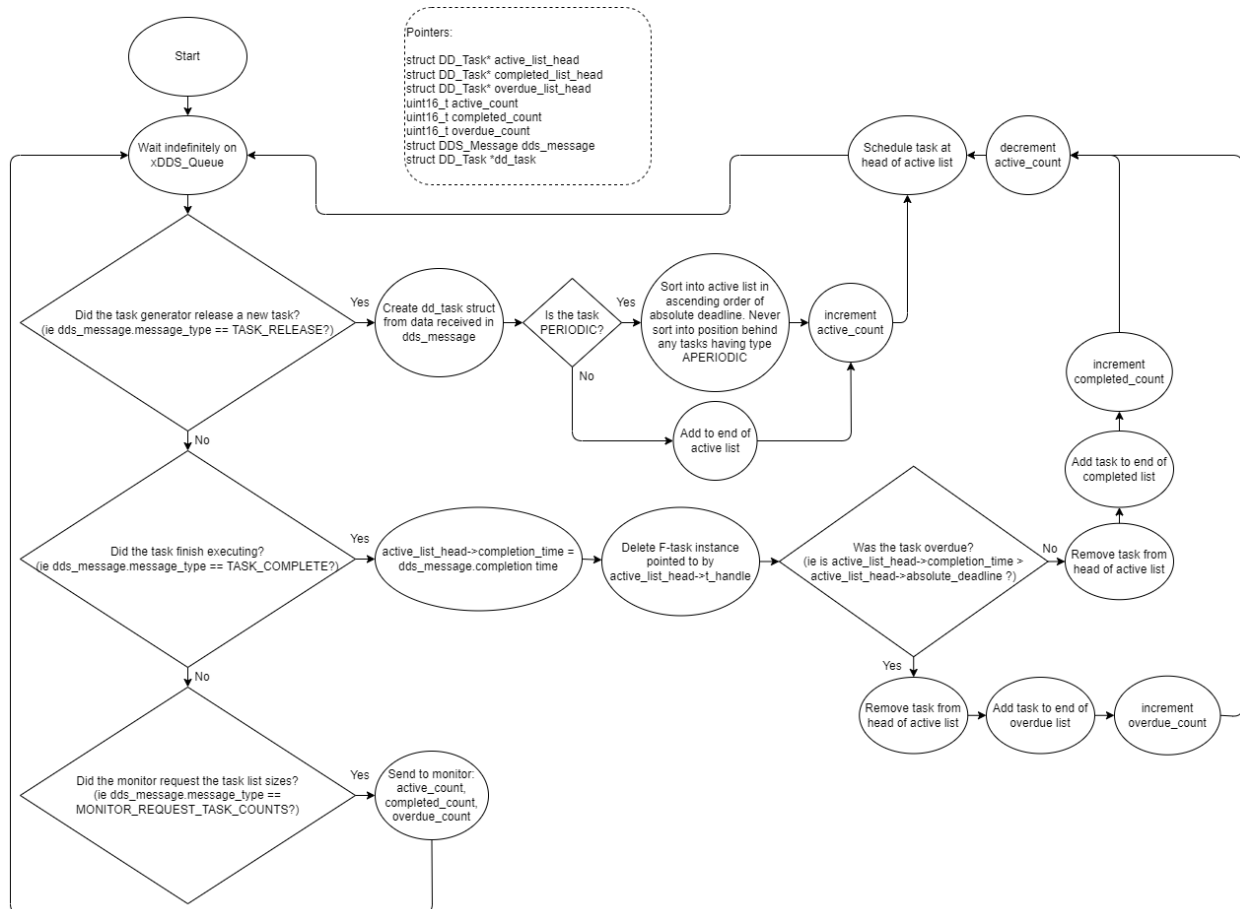 Start
Pointers:
struct DD_Task* active_list_head
struct DD_Task* completed_list_head
struct DD_Task* overdue_list_head
uint16_t active_count
uint16_t completed_count
uint16_t overdue_count
struct DDS_Message dds_message
struct DD_Task *dd_task
Wait indefinitely on
xDDS_Queue
Schedule task at
head of active list
decrement
active_count
Did the task generator release a new task?
(ie dds_message.message_type == TASK_RELEASE?)
Yes
Create dd_task struct
from data received in
dds_message
Is the task
PERIODIC?
Yes
Sort into active list in
ascending order of
absolute deadline. Never
sort into position behind
any tasks having type
APERIODIC
increment
active_count
No
Add to end of
active list
increment
completed_count
Add task to end of
completed list
No
Did the task finish executing?
(ie dds_message.message_type == TASK_COMPLETE?)
Yes
active_list_head->completion_time =
dds_message.completion time
Delete F-task instance
pointed to by
active_list_head->t_handle
Was the task overdue?
(ie is active_list_head->completion_time >
active_list_head->absolute_deadline ?)
No
Remove task from
head of active list
Yes
Remove task from
head of active list
Add task to end of
overdue list
increment
overdue_count
No
Did the monitor request the task list sizes?
(ie dds_message.message_type ==
MONITOR_REQUEST_TASK_COUNTS?)
Yes
Send to monitor:
active_count,
completed_count,
overdue_count